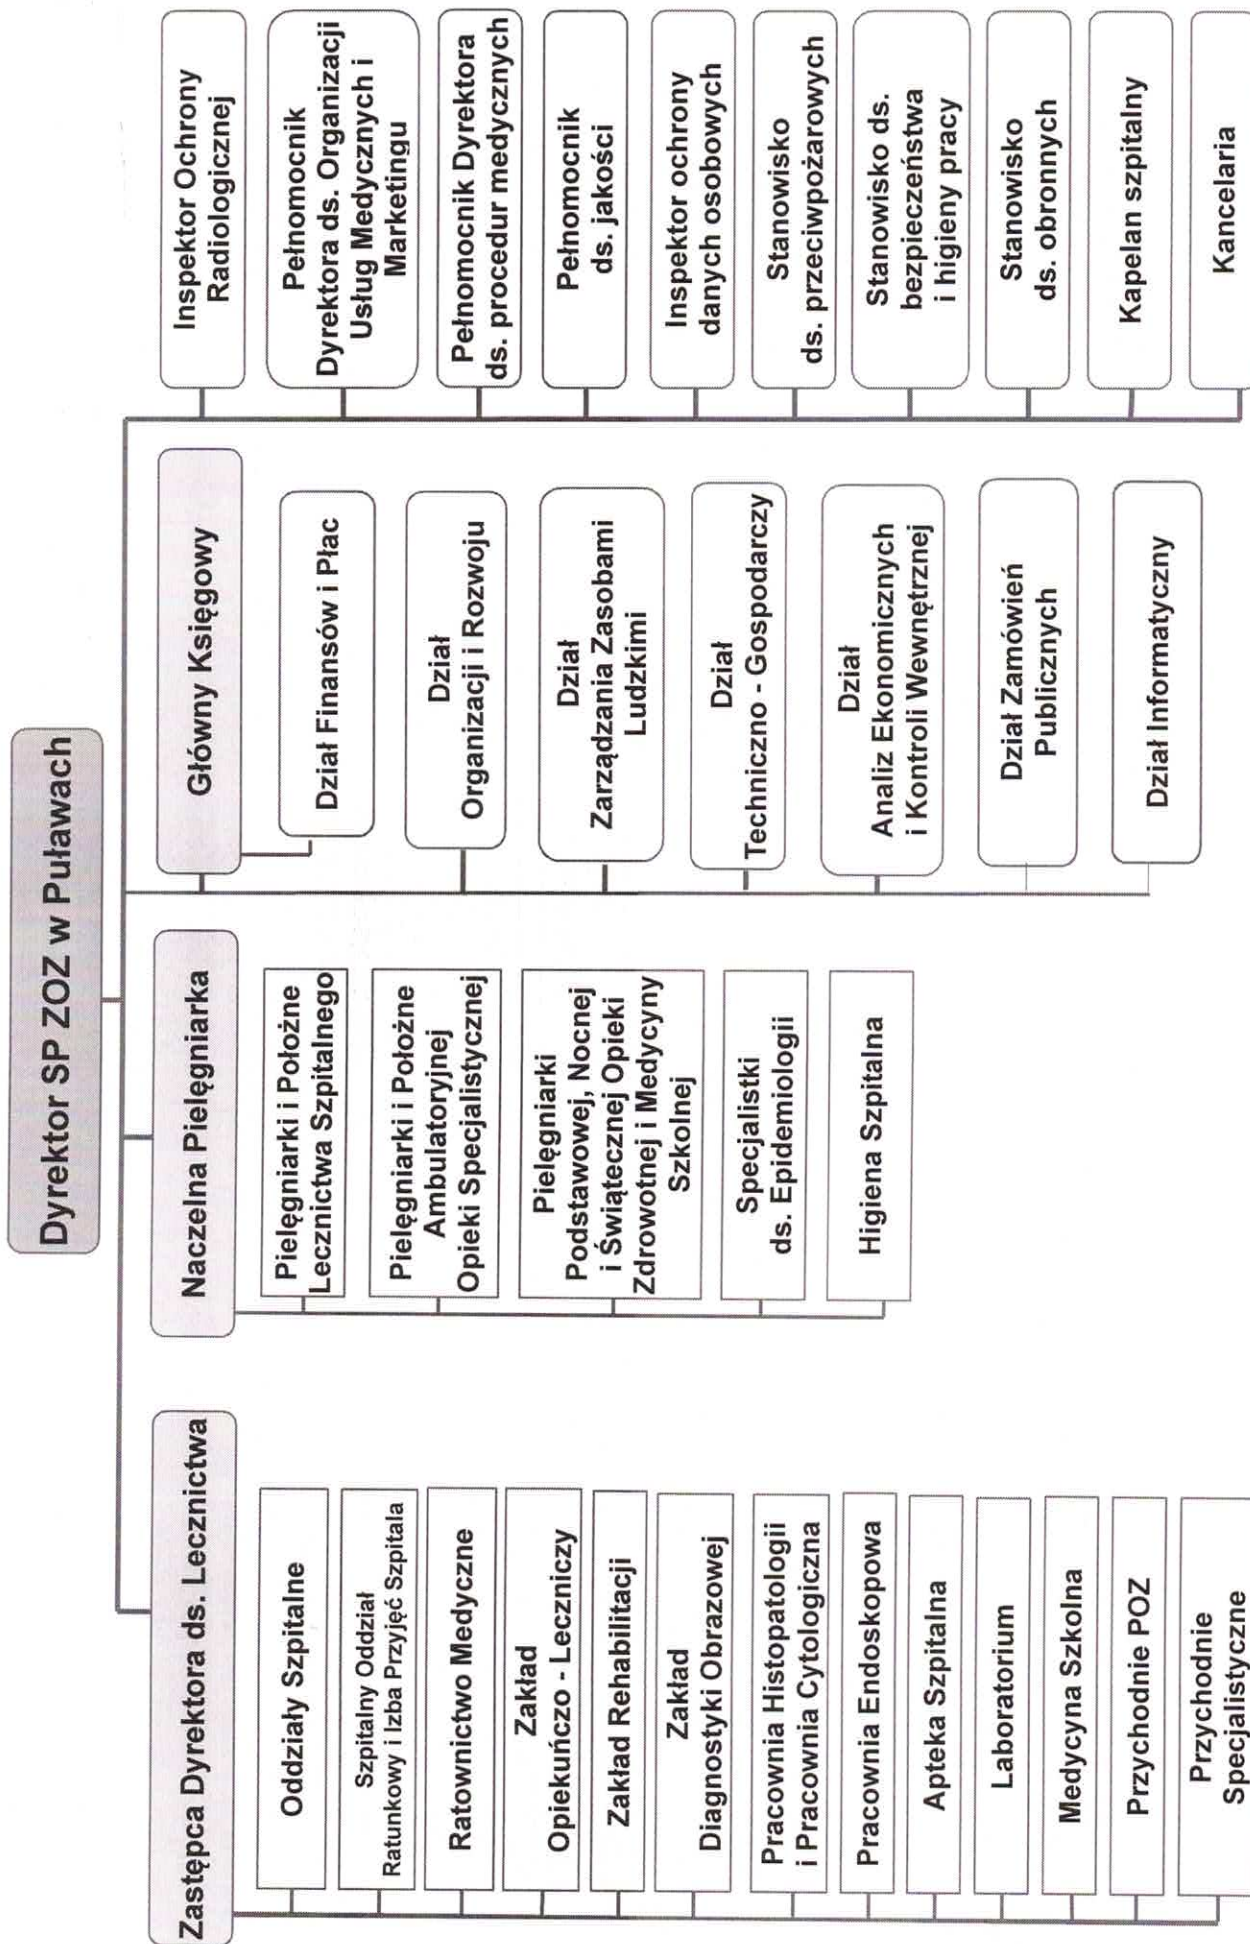 Dyrektor SP ZOZ w Puławach
Zastępca Dyrektora ds. Lecznictwa
Oddziały Szpitalne
Szpitalny Oddział
Ratunkowy i Izba Przyjęć Szpitala
Ratownictwo Medyczne
Zakład
Opiekuńczo - Leczniczy
Zakład Rehabilitacji
Zakład
Diagnostyki Obrazowej
Pracownia Histopatologii
i Pracownia Cytologiczna
Pracownia Endoskopowa
Apteka Szpitalna
Laboratorium
Medycyna Szkolna
Przychodnie POZ
Przychodnie
Specjalistyczne
Naczelna Pielęgniarka
Pielęgniarki i Położne
Lecznictwa Szpitalnego
Pielęgniarki i Położne
Ambulatoryjnej
Opieki Specjalistycznej
Pielęgniarki
Podstawowej, Nocnej
i Świątecznej Opieki
Zdrowotnej i Medycyny
Szkolnej
Specjalistki
ds. Epidemiologii
Higiena Szpitalna
Główny Księgowy
Dział Finansów i Płac
Dział
Organizacji i Rozwoju
Dział
Zarządzania Zasobami
Ludzkimi
Dział
Techniczno - Gospodarczy
Dział
Analiz Ekonomicznych
i Kontroli Wewnętrznej
Dział Zamówień
Publicznych
Dział Informatyczny
Inspektor Ochrony
Radiologicznej
Pełnomocnik
Dyrektora ds. Organizacji
Usług Medycznych i
Marketingu
Pełnomocnik Dyrektora
ds. procedur medycznych
Pełnomocnik
ds. jakości
Inspektor ochrony
danych osobowych
Stanowisko
ds. przeciwpożarowych
Stanowisko ds.
bezpieczeństwa
i higieny pracy
Stanowisko
ds. obronnych
Kapelan szpitalny
Kancelaria